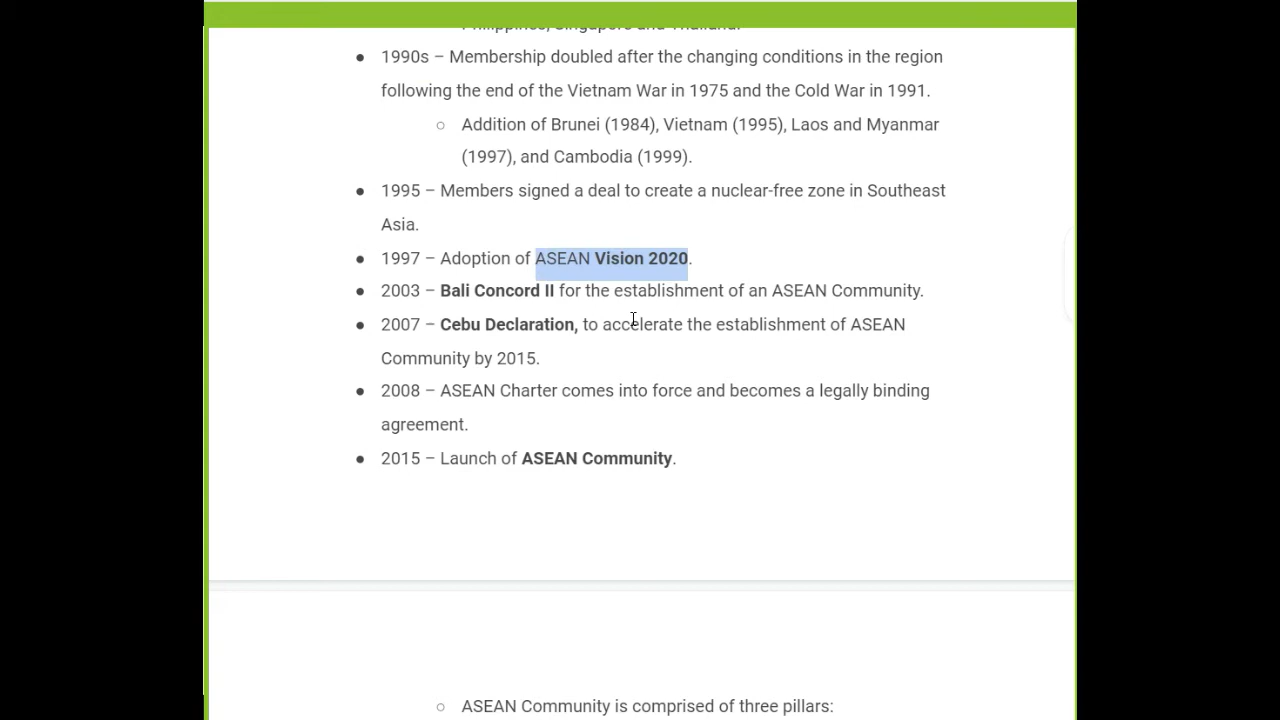 Philippines, Singapore and Thailand.
● 1990s – Membership doubled after the changing conditions in the region
following the end of the Vietnam War in 1975 and the Cold War in 1991.
○ Addition of Brunei (1984), Vietnam (1995), Laos and Myanmar
(1997), and Cambodia (1999).
● 1995 – Members signed a deal to create a nuclear-free zone in Southeast
Asia.
● 1997 – Adoption of ASEAN Vision 2020.
● 2003 – Bali Concord II for the establishment of an ASEAN Community.
● 2007 – Cebu Declaration, to accelerate the establishment of ASEAN
Community by 2015.
● 2008 – ASEAN Charter comes into force and becomes a legally binding
agreement.
● 2015 – Launch of ASEAN Community.
○ ASEAN Community is comprised of three pillars: